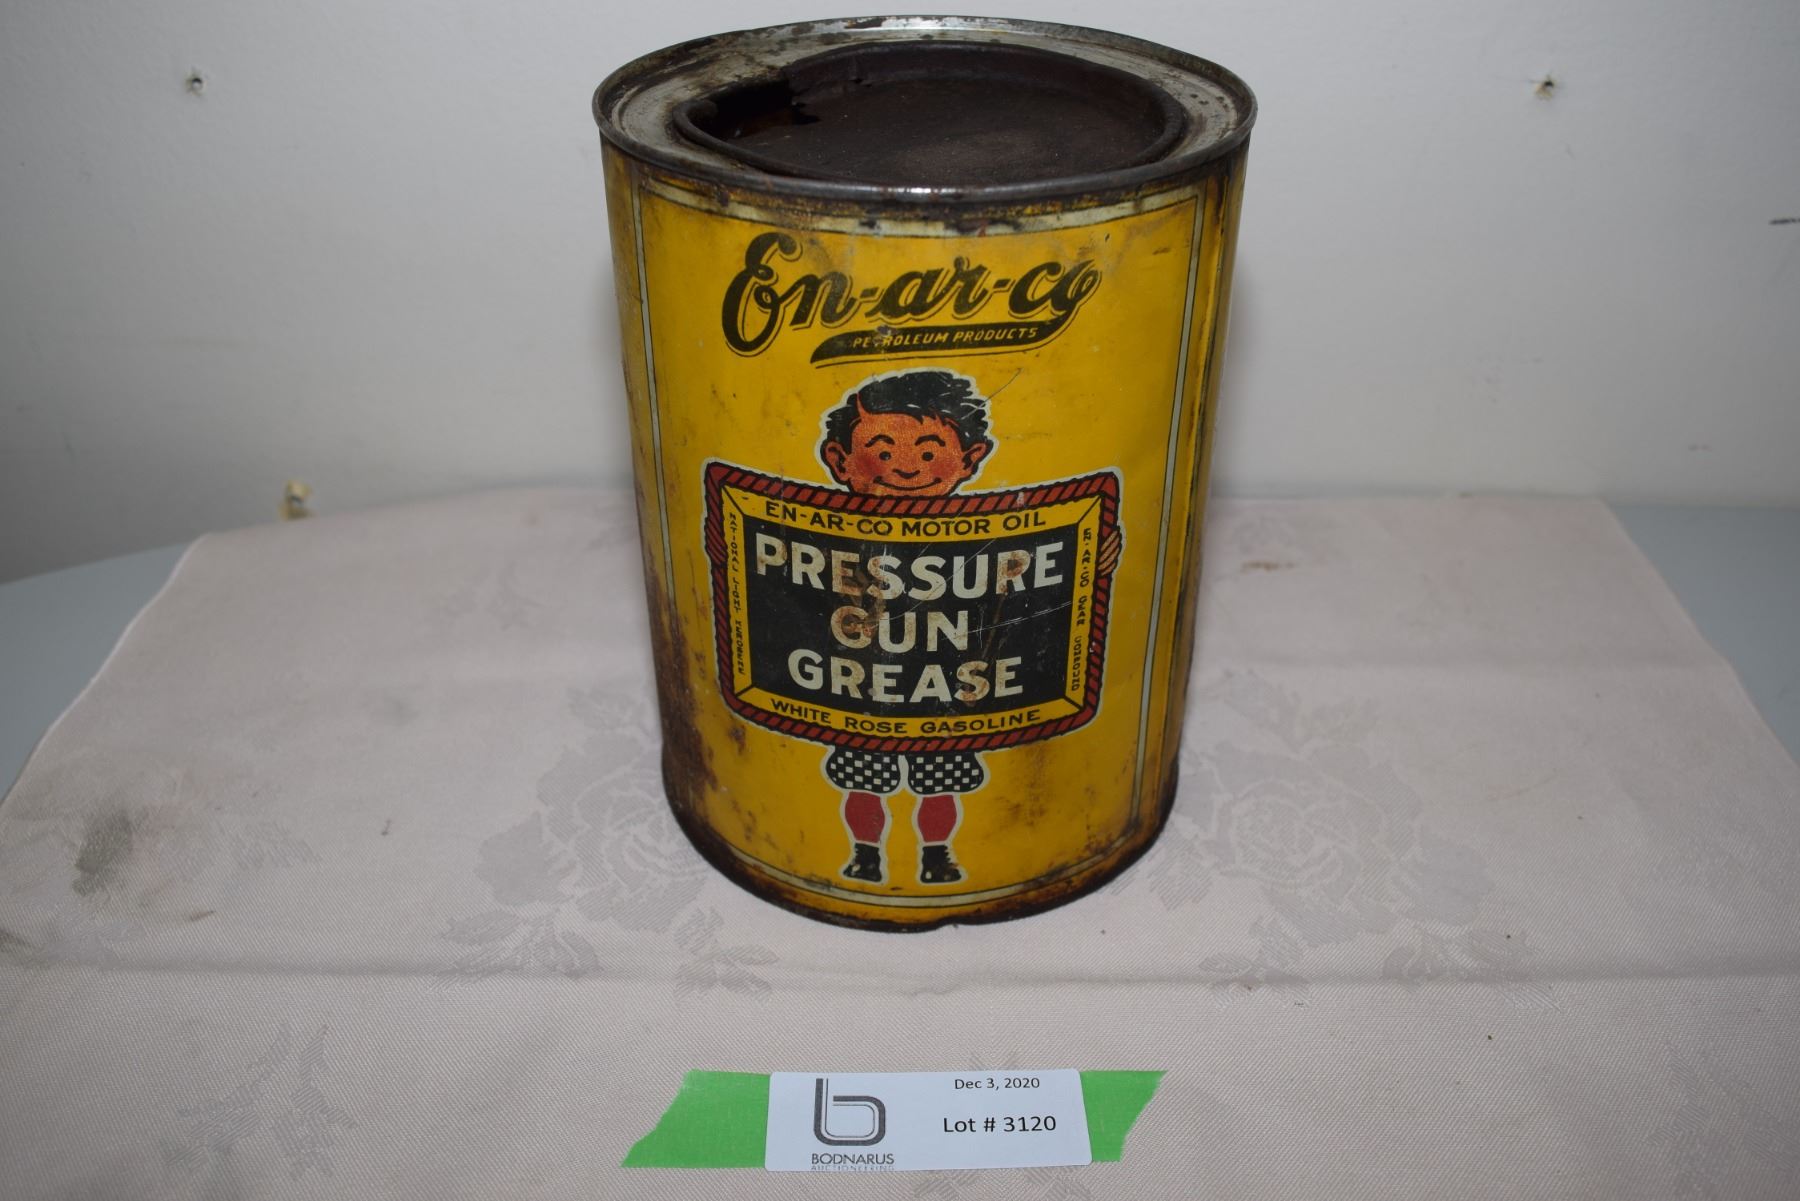 En-ar-co
PETROLEUM PRODUCTS
EN-AR-CO MOTOR OIL
NATIONAL LIGHT KEROSENE
PRESSURE
GUN
GREASE
EN-AR-CO GEAR COMPOUND
WHITE ROSE GASOLINE
Dec 3, 2020
Lot # 3120
BODNARUS
AUCTIONEERING